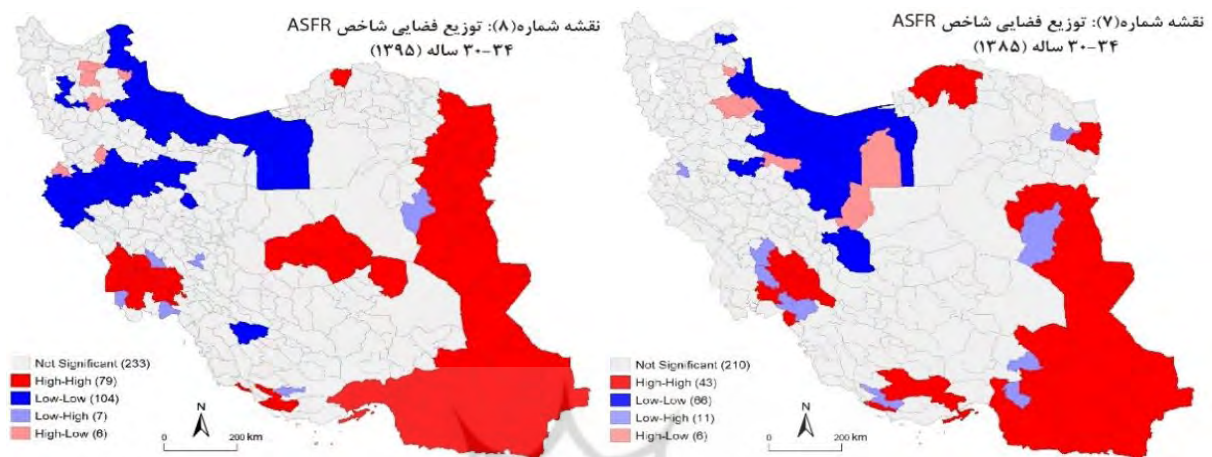 نقشه شماره(۷): توزیع فضایی شاخص ASFR
۳۰-۳۴ ساله (۱۳۸۵)
Not Significant (210)
High-High (43)
Low-Low (66)
Low-High (11)
High-Low (6)
N
200 km
نقشه شماره(۸): توزیع فضایی شاخص ASFR
۳۰-۳۴ ساله (۱۳۹۵)
Not Significant (233)
High-High (79)
Low-Low (104)
Low-High (7)
High-Low (6)
N
0 200 km